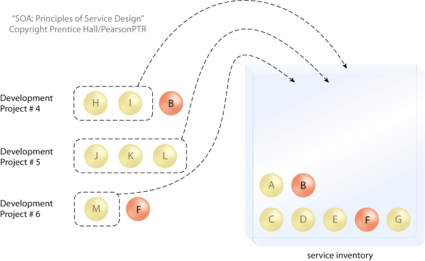 "SOA: Principles of Service Design"
Copyright Prentice Hall/PearsonPTR
Development
Project # 4
H I B
Development
Project # 5
J K L
Development
Project # 6
M F
A B
C D E F G
service inventory